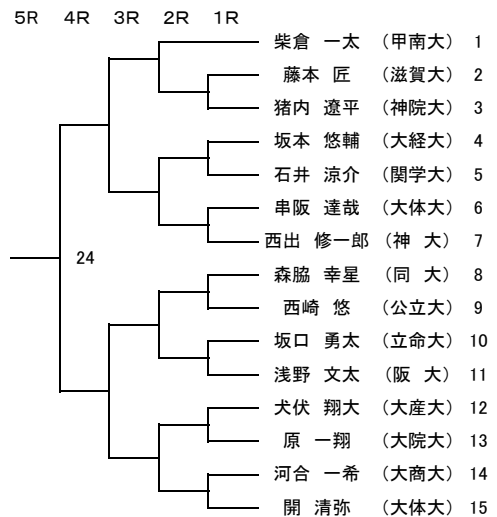 5R 4R 3R 2R 1R
柴倉 一太 （甲南大） 1
藤本 匠 （滋賀大） 2
猪内 遼平 （神院大） 3
坂本 悠輔 （大経大） 4
石井 涼介 （関学大） 5
串阪 達哉 （大体大） 6
西出 修一郎 （神 大） 7
24
森脇 幸星 （同 大） 8
西崎 悠 （公立大） 9
坂口 勇太 （立命大） 10
浅野 文太 （阪 大） 11
犬伏 翔大 （大産大） 12
原 一翔 （大院大） 13
河合 一希 （大商大） 14
開 清弥 （大体大） 15